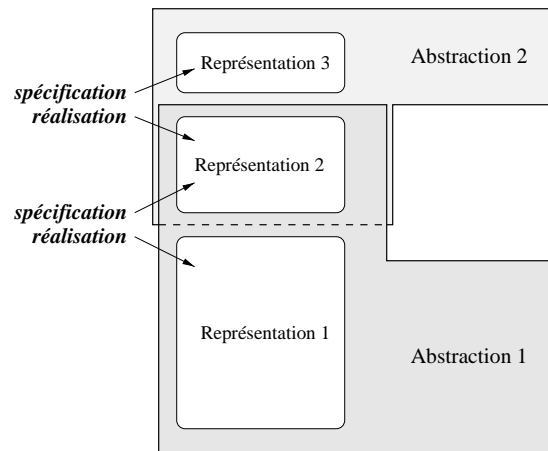 Représentation 3
Abstraction 2
spécification
réalisation
Représentation 2
spécification
réalisation
Représentation 1
Abstraction 1